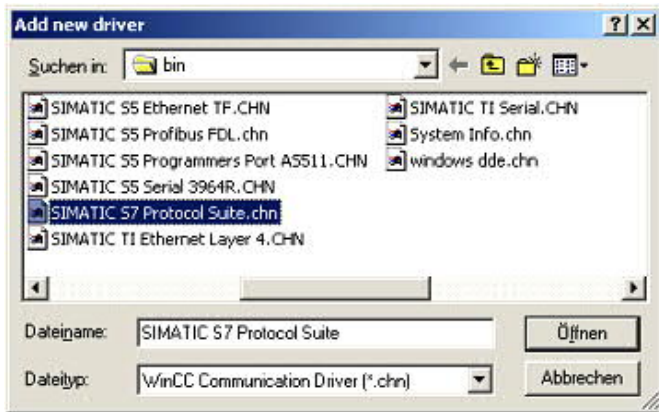 Add new driver
Suchen in: bin
SIMATIC S5 Ethernet TF.CHN
SIMATIC S5 Profibus FDL.chn
SIMATIC S5 Programmers Port AS511.CHN
SIMATIC S5 Serial 3964R.CHN
SIMATIC S7 Protocol Suite.chn
SIMATIC TI Ethernet Layer 4.CHN
SIMATIC TI Serial.CHN
System Info.chn
windows dde.chn
Dateiname: SIMATIC S7 Protocol Suite Öffnen
Dateityp: WinCC Communication Driver (*.chn) Abbrechen